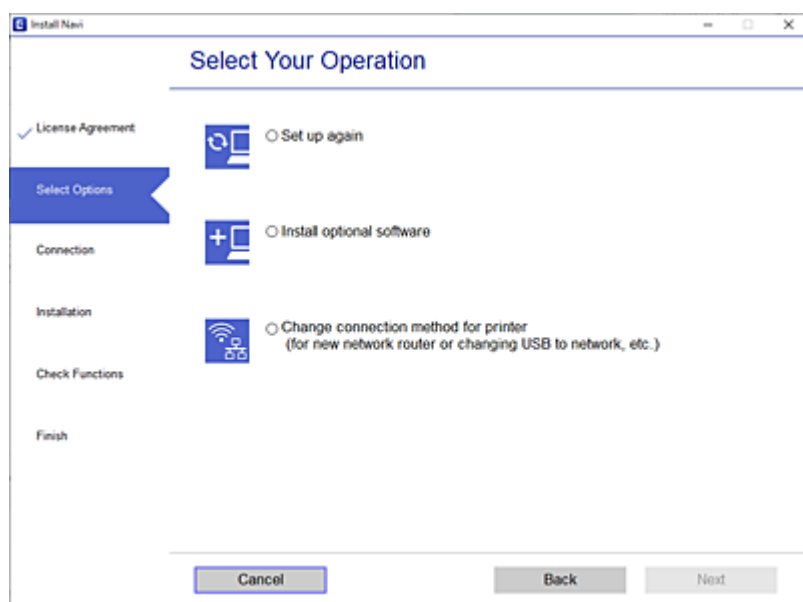 Install Navi
Select Your Operation
License Agreement
Select Options
Connection
Installation
Check Functions
Finish
Set up again
Install optional software
Change connection method for printer
(for new network router or changing USB to network, etc.)
Cancel
Back
Next